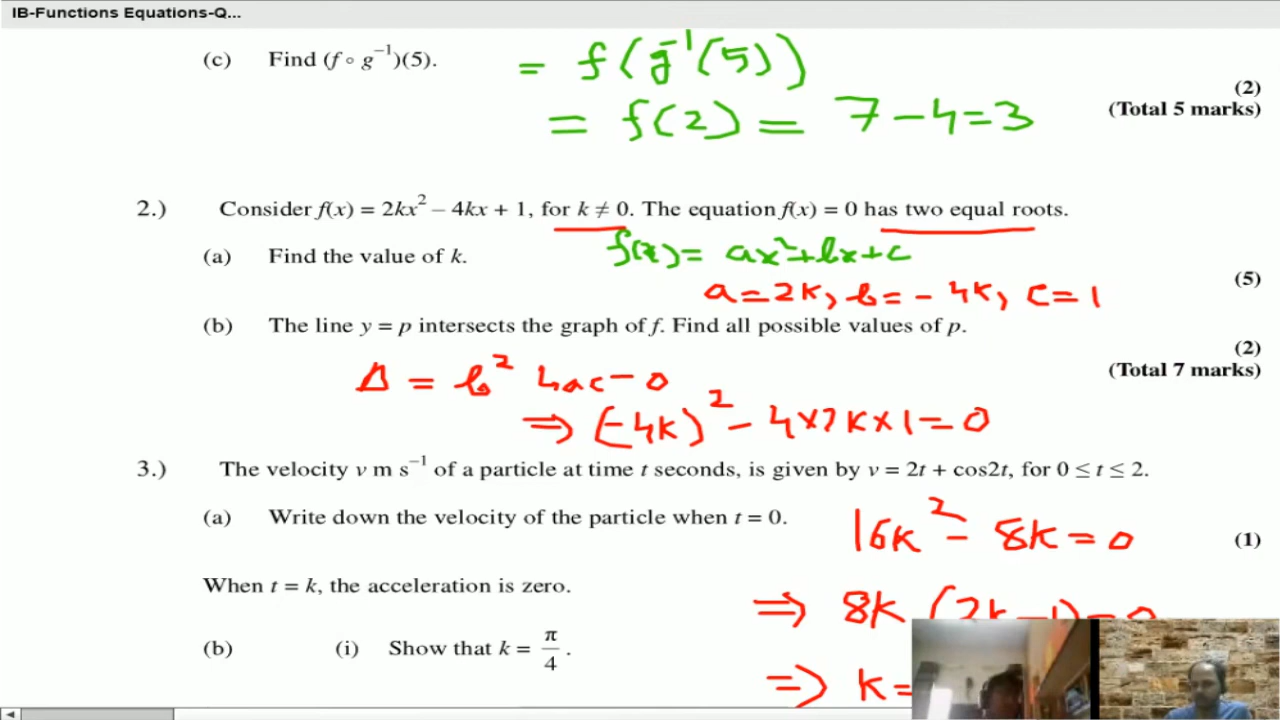 IB-Functions Equations-Q...
(c) Find (f ∘ g⁻¹)(5). = f(g⁻¹(5))
(2)
= f(2) = 7 - 4 = 3
(Total 5 marks)
2.) Consider f(x) = 2kx² – 4kx + 1, for k ≠ 0. The equation f(x) = 0 has two equal roots.
(a) Find the value of k. f(x) = ax² + bx + c
(5)
a = 2k, b = - 4k, c = 1
(b) The line y = p intersects the graph of f. Find all possible values of p.
(2)
(Total 7 marks)
Δ = b² 4ac - 0
⇒ (-4k)² - 4×2k×1 = 0
3.) The velocity v m s⁻¹ of a particle at time t seconds, is given by v = 2t + cos2t, for 0 ≤ t ≤ 2.
(a) Write down the velocity of the particle when t = 0.
16k² - 8k = 0
(1)
When t = k, the acceleration is zero.
⇒ 8k (2k - 1) = 0
(b) (i) Show that k = π/4 .
⇒ k =